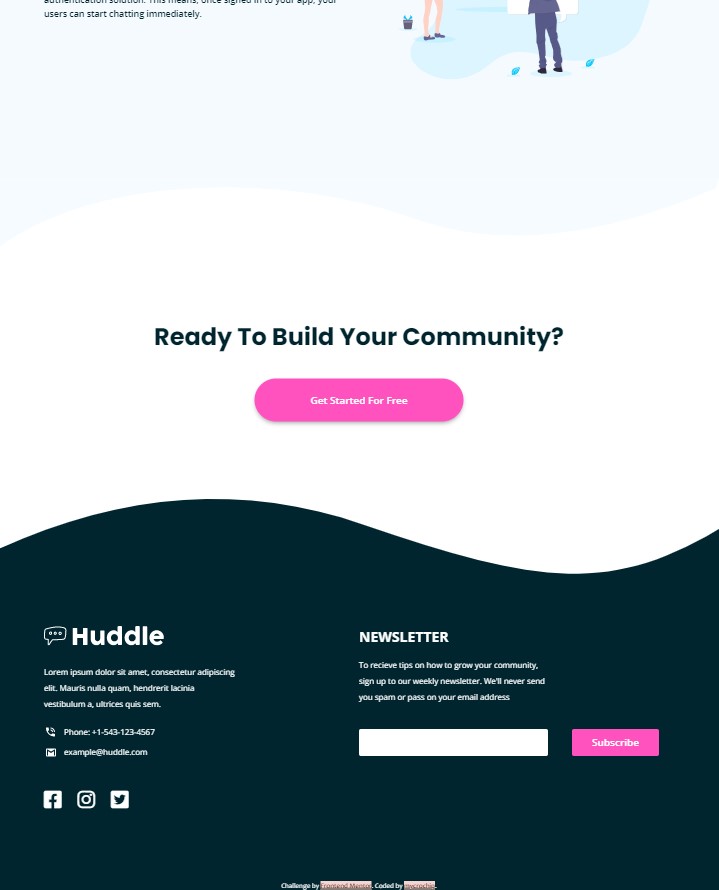 authentication solution. This means, once signed in to your app, your
users can start chatting immediately.
Ready To Build Your Community?
Get Started For Free
Huddle
Lorem ipsum dolor sit amet, consectetur adipiscing
elit. Mauris nulla quam, hendrerit lacinia
vestibulum a, ultrices quis sem.
Phone: +1-543-123-4567
example@huddle.com
NEWSLETTER
To recieve tips on how to grow your community,
sign up to our weekly newsletter. We'll never send
you spam or pass on your email address
Subscribe
Challenge by Frontend Mentor. Coded by